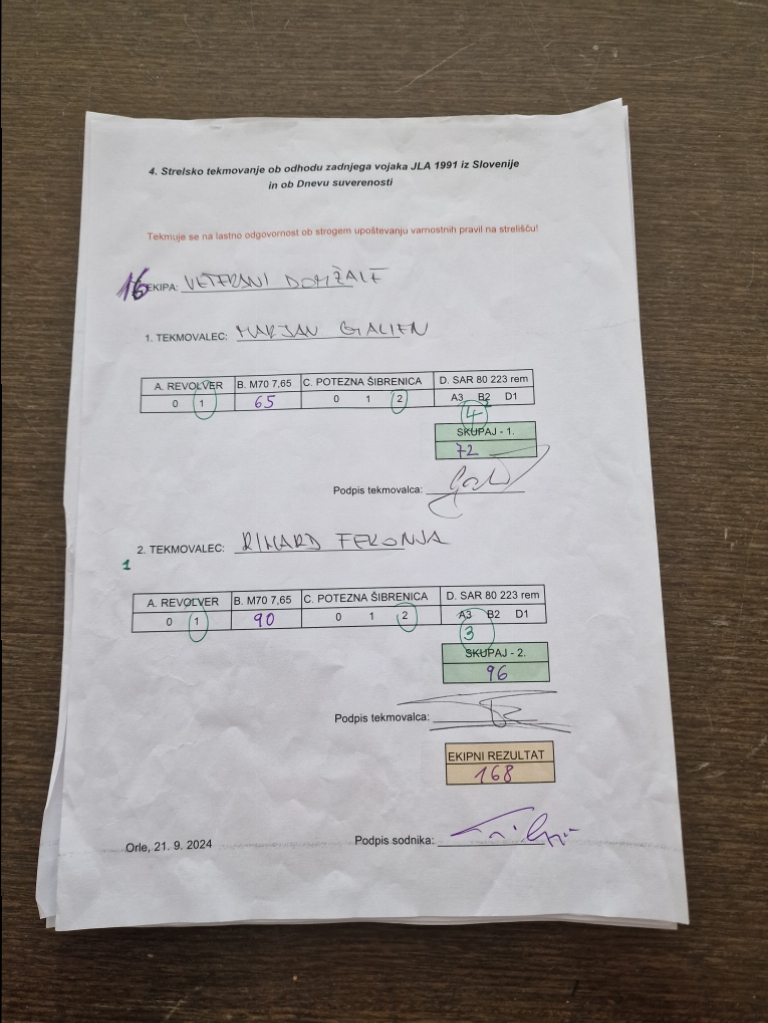 4. Strelsko tekmovanje ob odhodu zadnjega vojaka JLA 1991 iz Slovenije
in ob Dnevu suverenosti
Tekmuje se na lastno odgovornost ob strogem upoštevanju varnostnih pravil na strelišču!
16 EKIPA: VETERANI DOMŽALE
1. TEKMOVALEC: MARJAN GALIEN
A. REVOLVER B. M70 7,65 C. POTEZNA ŠIBRENICA D. SAR 80 223 rem
0 1 65 0 1 2 A3 B2 D1
4
SKUPAJ - 1.
72
Podpis tekmovalca:
2. TEKMOVALEC: RIHARD FEKONJA
1
A. REVOLVER B. M70 7,65 C. POTEZNA ŠIBRENICA D. SAR 80 223 rem
0 1 90 0 1 2 A3 B2 D1
3
SKUPAJ - 2.
96
Podpis tekmovalca:
EKIPNI REZULTAT
168
Orle, 21. 9. 2024 Podpis sodnika: